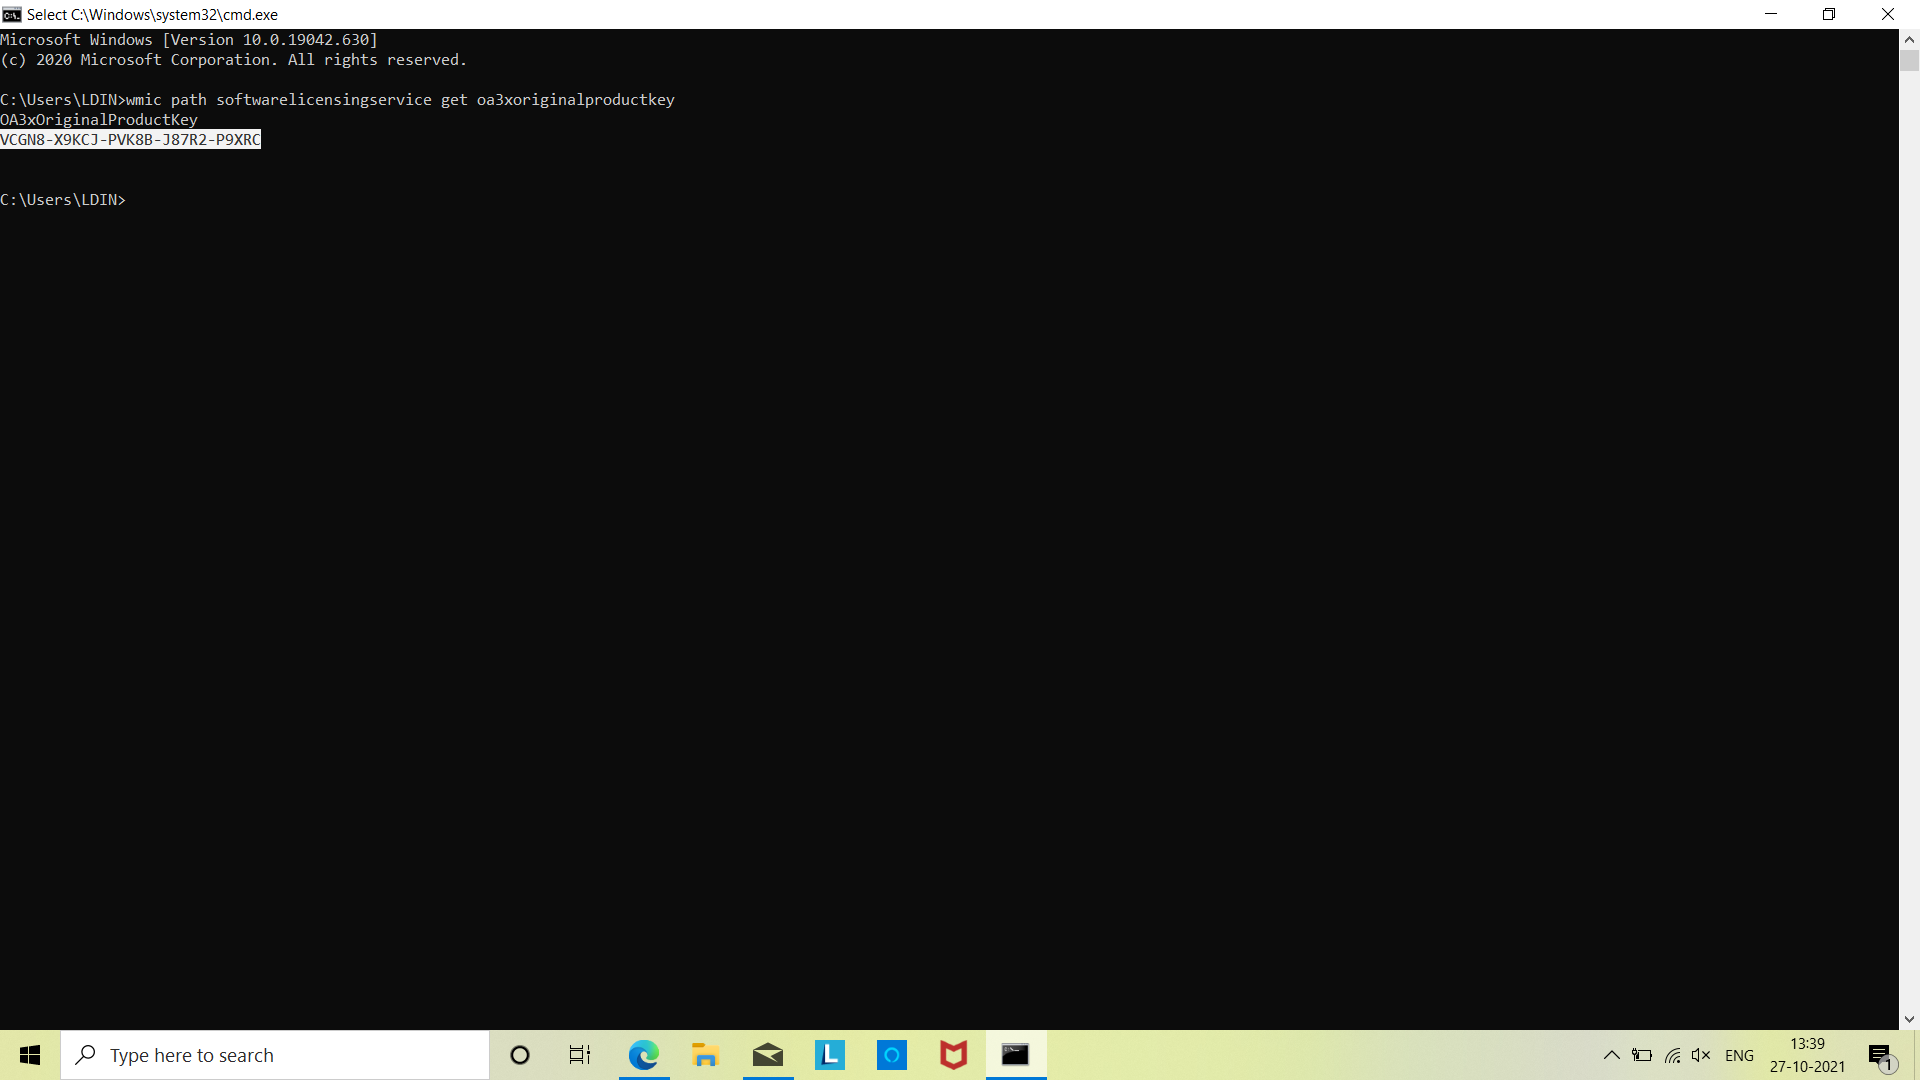 Select C:\Windows\system32\cmd.exe
Microsoft Windows [Version 10.0.19042.630]
(c) 2020 Microsoft Corporation. All rights reserved.
C:\Users\LDIN>wmic path softwarelicensingservice get oa3xoriginalproductkey
OA3xOriginalProductKey
VCGN8-X9KCJ-PVK8B-J87R2-P9XRC
C:\Users\LDIN>
Type here to search
L
ENG
13:39
27-10-2021
1